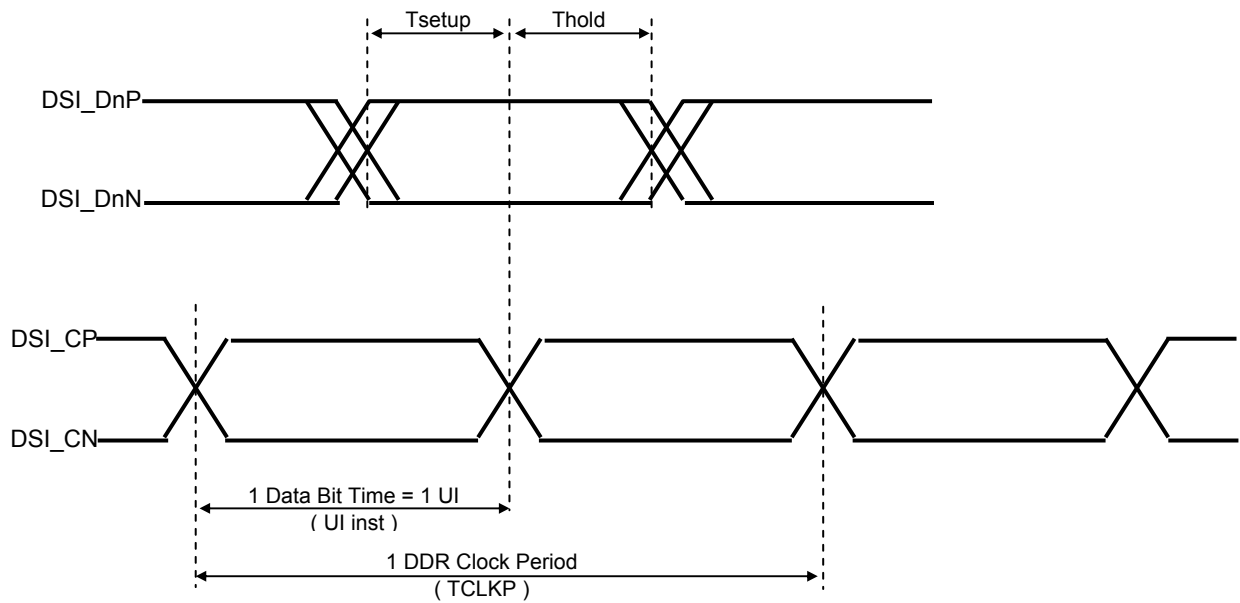 Tsetup Thold
DSI_DnP
DSI_DnN
DSI_CP
DSI_CN
1 Data Bit Time = 1 UI
( UI inst )
1 DDR Clock Period
( TCLKP )